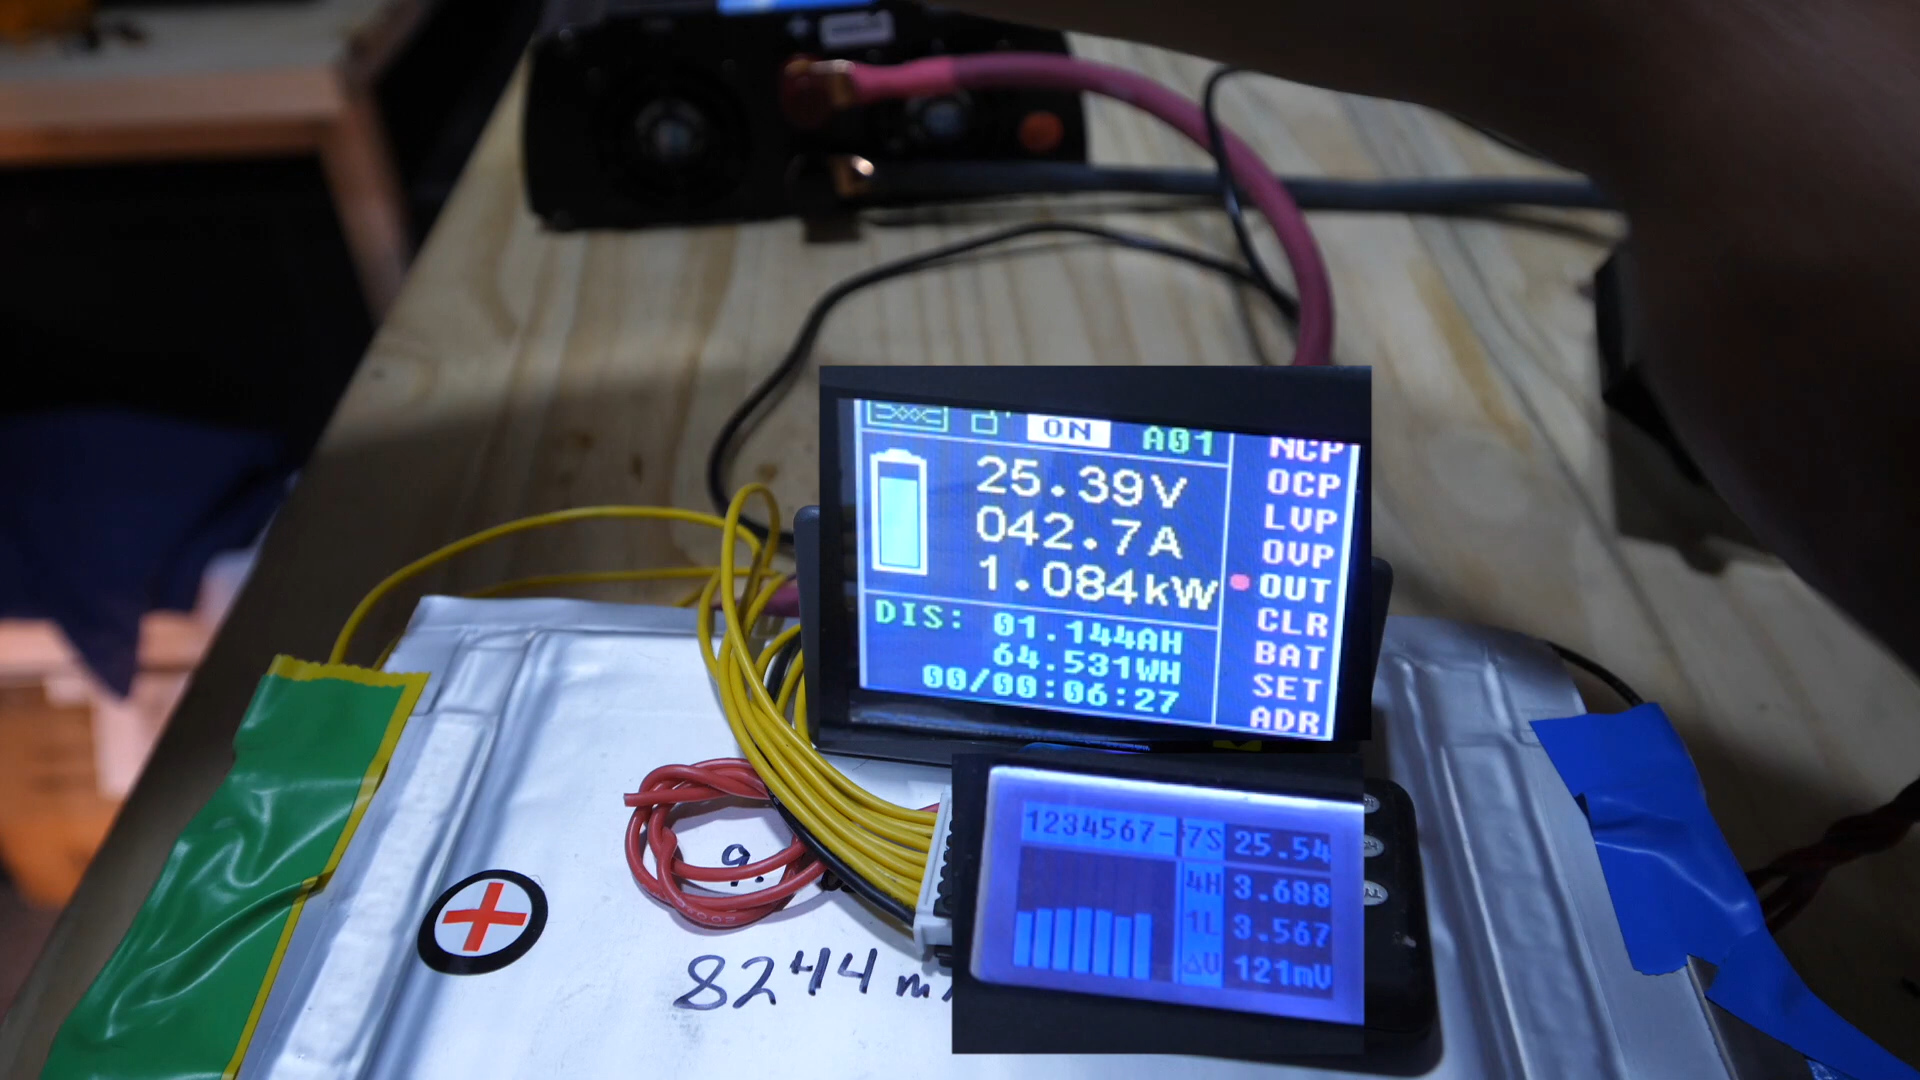 ON A01
25.39V
042.7A
1.084kW
DIS: 01.144AH
64.531WH
00/00:06:27
NCP
OCP
LVP
OVP
OUT
CLR
BAT
SET
ADR
1234567- 7S 25.54
4H 3.688
1L 3.567
ΔV 121mV
9.
8244 m